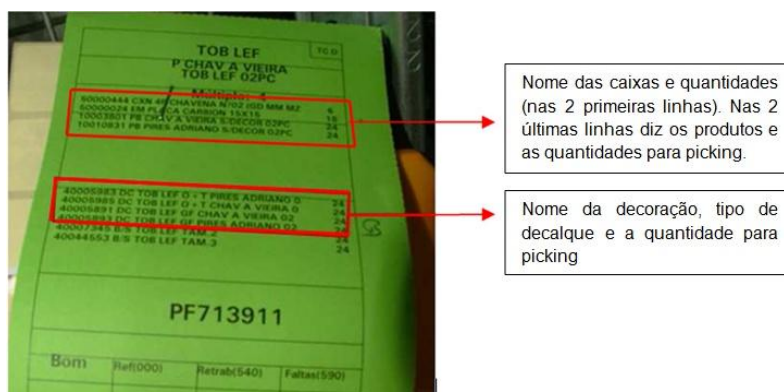 TOB LEF
TC O
P CHAV A VIEIRA
TOB LEF 02PC
Múltiplo: 4
60000444 CXN 4P CHAVENA N/02 ISD MM MZ 6
60000024 EM PLACA CARBON 15X15 18
10003801 PB CHAV A VIEIRA S/DECOR 02PC 24
10010831 PB PIRES ADRIANO S/DECOR 02PC 24
40005983 DC TOB LEF O + T PIRES ADRIANO 0 24
40005985 DC TOB LEF O + T CHAV A VIEIRA 0 24
40005891 DC TOB LEF GF CHAV A VIEIRA 02 24
40005893 DC TOB LEF GF PIRES ADRIANO 02
40007345 B/S TOB LEF TAM.2 24
40044553 B/S TOB LEF TAM.3 24
PF713911
Bom Ref(000) Retrab(540) Faltas(590)
Nome das caixas e quantidades
(nas 2 primeiras linhas). Nas 2
últimas linhas diz os produtos e
as quantidades para picking.
Nome da decoração, tipo de
decalque e a quantidade para
picking